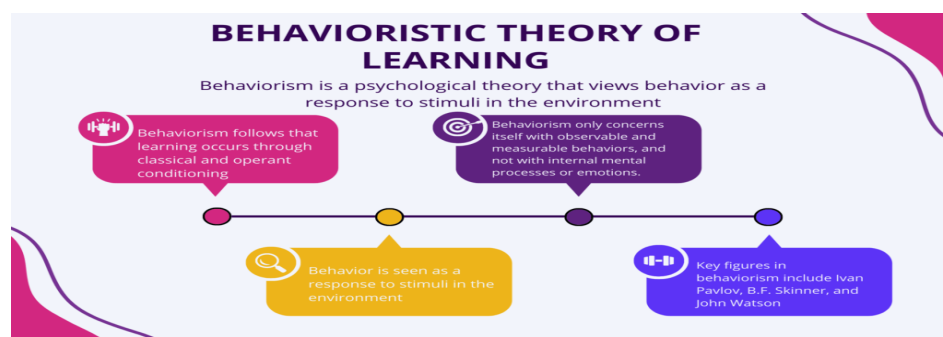 BEHAVIORISTIC THEORY OF
LEARNING
Behaviorism is a psychological theory that views behavior as a
response to stimuli in the environment
Behaviorism follows that
learning occurs through
classical and operant
conditioning
Behaviorism only concerns
itself with observable and
measurable behaviors, and
not with internal mental
processes or emotions.
Behavior is seen as a
response to stimuli in the
environment
Key figures in
behaviorism include Ivan
Pavlov, B.F. Skinner, and
John Watson